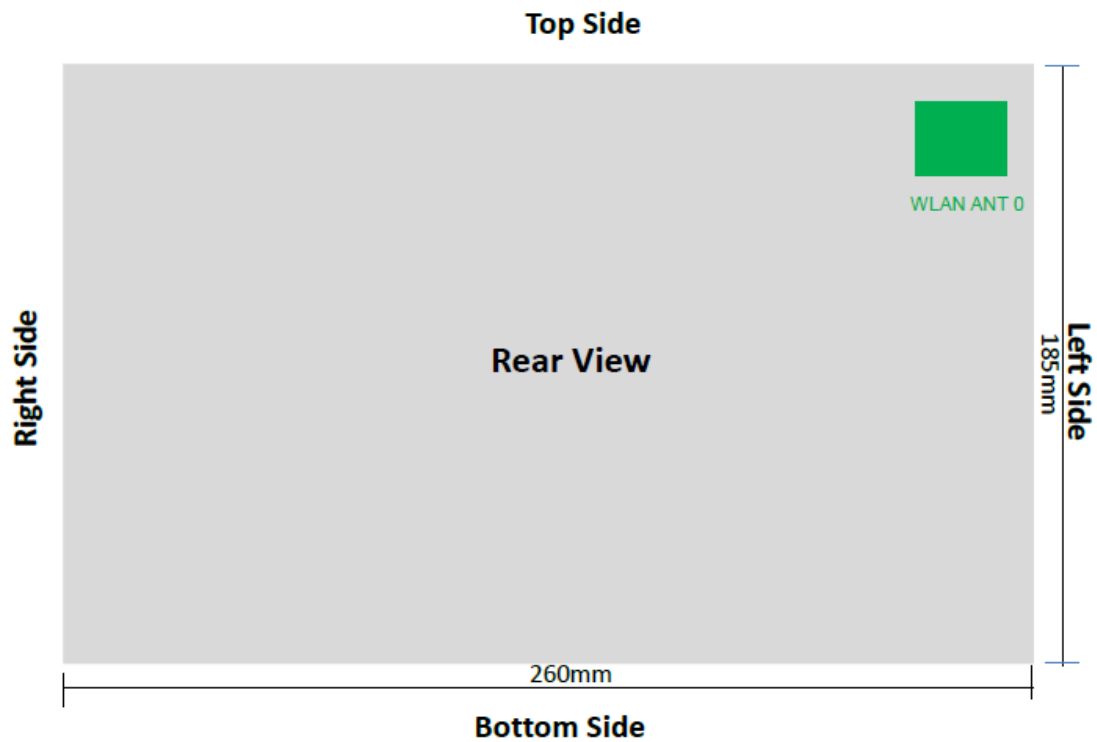 Top Side
WLAN ANT 0
Right Side
Rear View
Left Side
185mm
260mm
Bottom Side